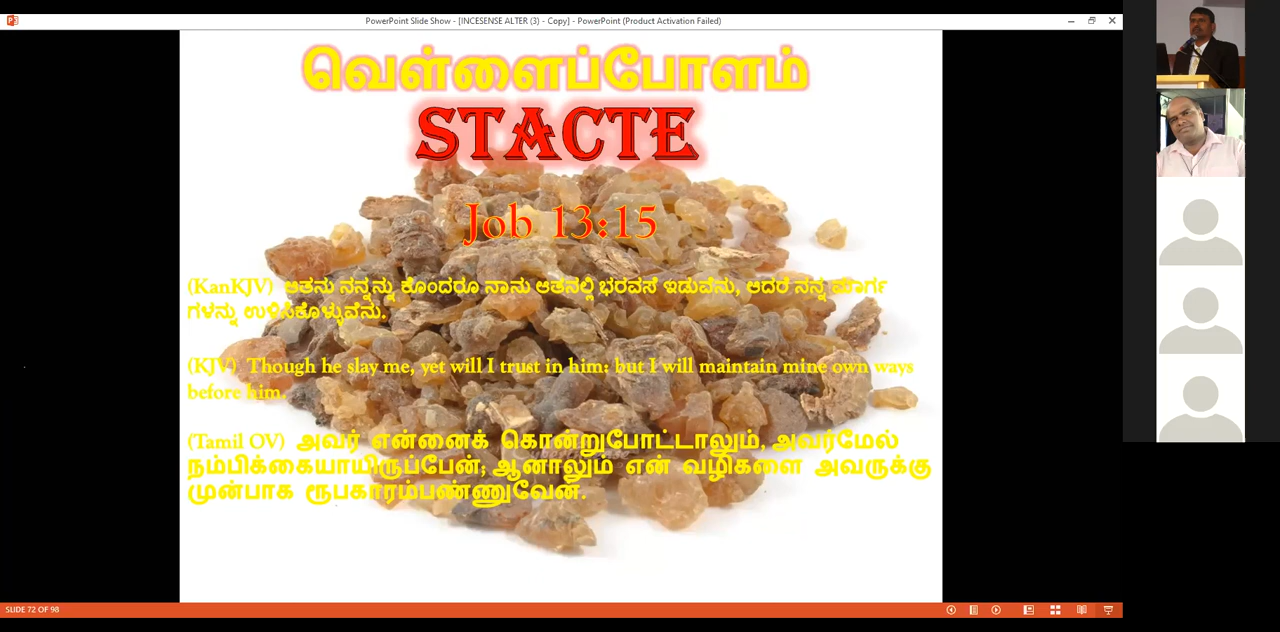 PowerPoint Slide Show - [INCESENSE ALTER (3) - Copy] - PowerPoint (Product Activation Failed)
வெள்ளைப்போளம்
STACTE
Job 13:15
(KanKJV) ಆತನು ನನ್ನನ್ನು ಕೊಂದರೂ ನಾನು ಆತನಲ್ಲಿ ಭರವಸೆ ಇಡುವೆನು, ಆದರೆ ನನ್ನ ಮಾರ್ಗ
ಗಳನ್ನು ಉಳಿಸಿಕೊಳ್ಳುವೆನು.
(KJV) Though he slay me, yet will I trust in him: but I will maintain mine own ways
before him.
(Tamil OV) அவர் என்னைக் கொன்றுபோட்டாலும், அவர்மேல்
நம்பிக்கையாயிருப்பேன்; ஆனாலும் என் வழிகளை அவருக்கு
முன்பாக ரூபகாரம்பண்ணுவேன்.
SLIDE 72 OF 98